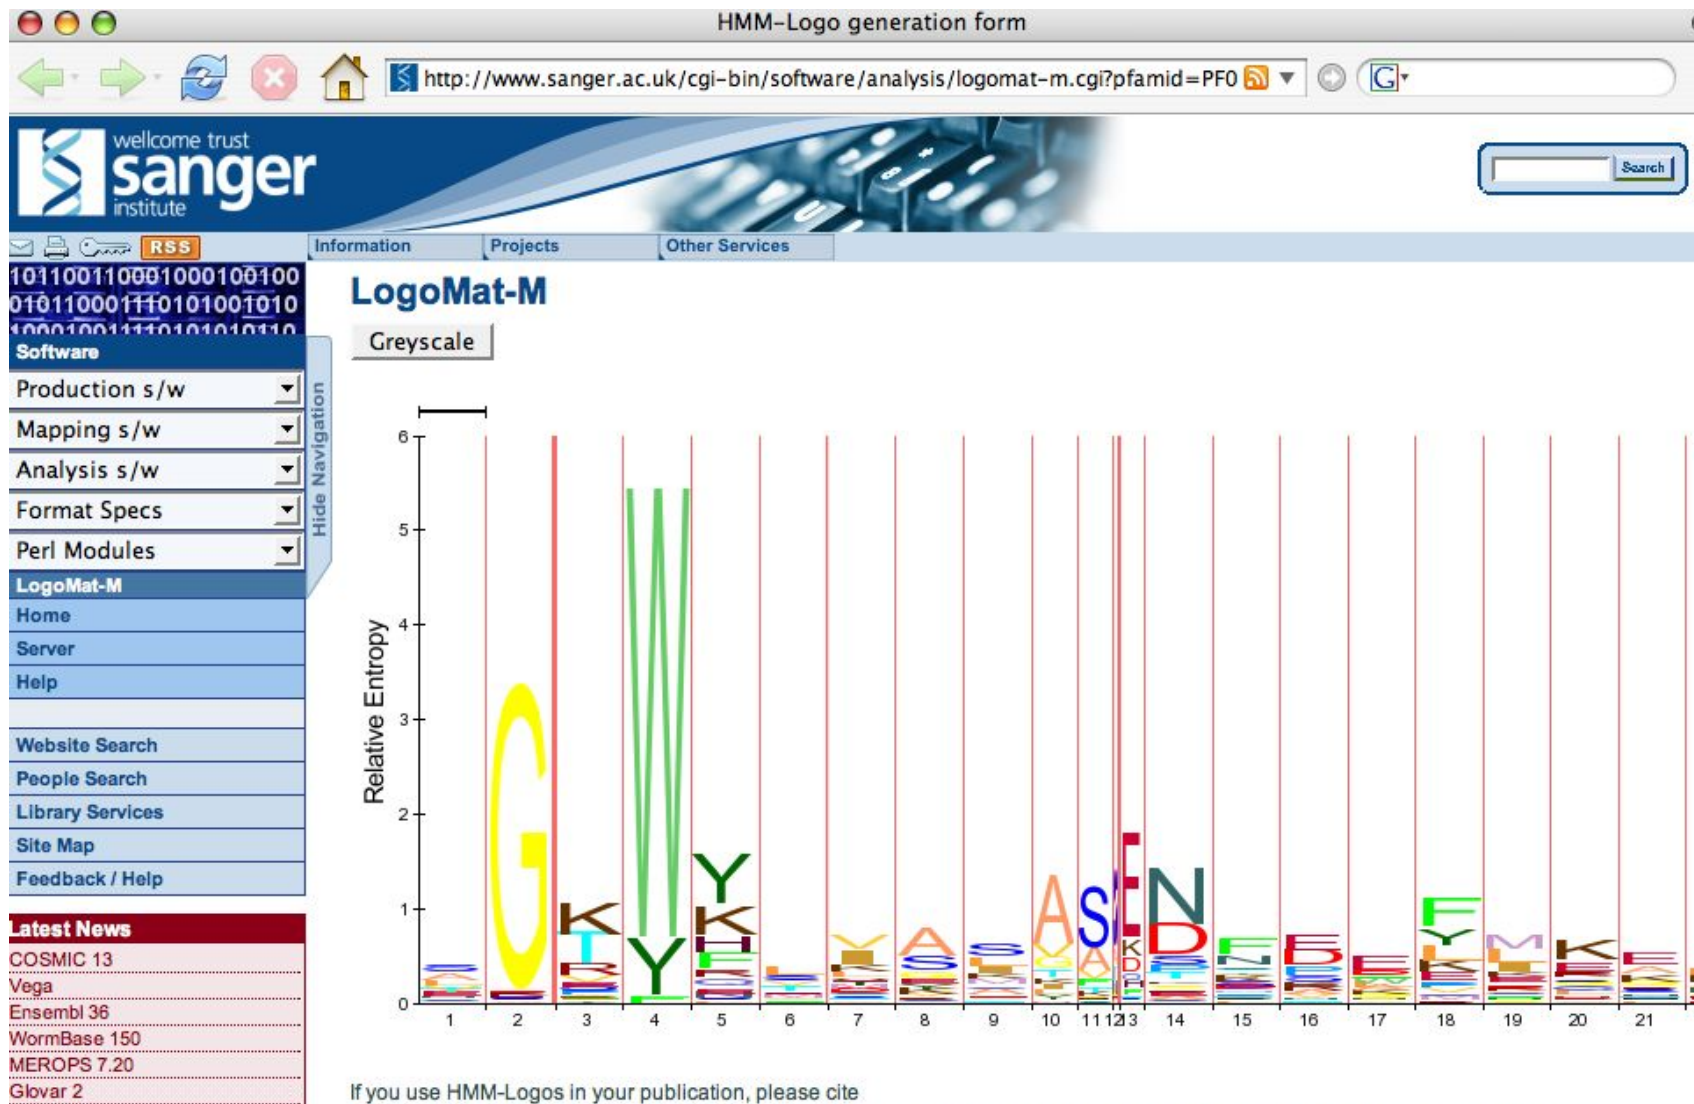 HMM-Logo generation form
http://www.sanger.ac.uk/cgi-bin/software/analysis/logomat-m.cgi?pfamid=PF0
G
wellcome trust
sanger
institute
Search
RSS
Information
Projects
Other Services
10110011000100010010
LogoMat-M
Greyscale
Software
Production s/w
Mapping s/w
Analysis s/w
Format Specs
Perl Modules
Hide Navigation
LogoMat-M
Home
Server
Help
Website Search
People Search
Library Services
Site Map
Feedback / Help
Latest News
COSMIC 13
Vega
Ensembl 36
WormBase 150
MEROPS 7.20
Glovar 2
Relative Entropy
6
5
4
3
2
1
0
G
K
T
R
W
Y
Y
K
H
F
V
A
S
S
A
S
A
E
K
D
N
D
F
N
E
D
E
F
Y
M
K
E
1 2 3 4 5 6 7 8 9 10 11 12 13 14 15 16 17 18 19 20 21
If you use HMM-Logos in your publication, please cite